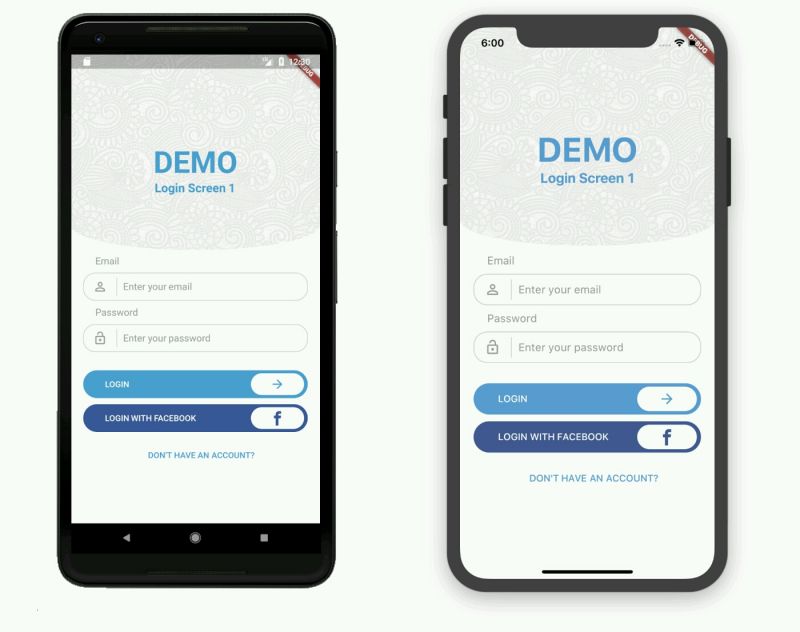 12:30
DEBUG
DEMO
Login Screen 1
Email
Enter your email
Password
Enter your password
LOGIN
LOGIN WITH FACEBOOK
f
DON'T HAVE AN ACCOUNT?
6:00
DEBUG
DEMO
Login Screen 1
Email
Enter your email
Password
Enter your password
LOGIN
LOGIN WITH FACEBOOK
f
DON'T HAVE AN ACCOUNT?